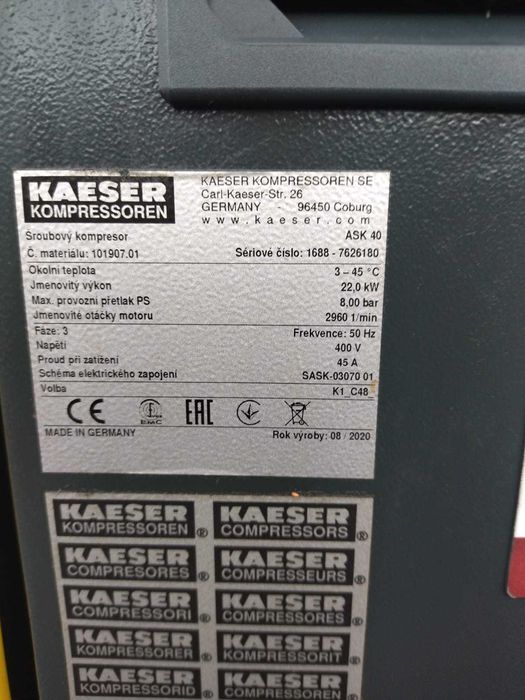 KAESER
KOMPRESSOREN
KAESER KOMPRESSOREN SE
Carl-Kaeser-Str. 26
GERMANY - 96450 Coburg
www.kaeser.com
Šroubový kompresor ASK 40
Č. materiálu: 101907.01 Sériové číslo: 1688 - 7626180
Okolní teplota 3 – 45 °C
Jmenovitý výkon 22,0 kW
Max. provozní přetlak PS 8,00 bar
Jmenovité otáčky motoru 2960 1/min
Fáze: 3 Frekvence: 50 Hz
Napětí 400 V
Proud při zatížení 45 A
Schéma elektrického zapojení SASK-03070 01
Volba K1 C48
CE EMC EAC
MADE IN GERMANY Rok výroby: 08 / 2020
KAESER KAESER
KOMPRESSOREN ® COMPRESSORS ®
KAESER KAESER
COMPRESORES ® COMPRESSEURS ®
KAESER KAESER
COMPRESSORI ® COMPRESSORES ®
KAESER KAESER
KOMPRESSORER ® KOMPRESSORIT ®
KAESER KAESER
KOMPRESSORID ® COMPRESSOREN ®